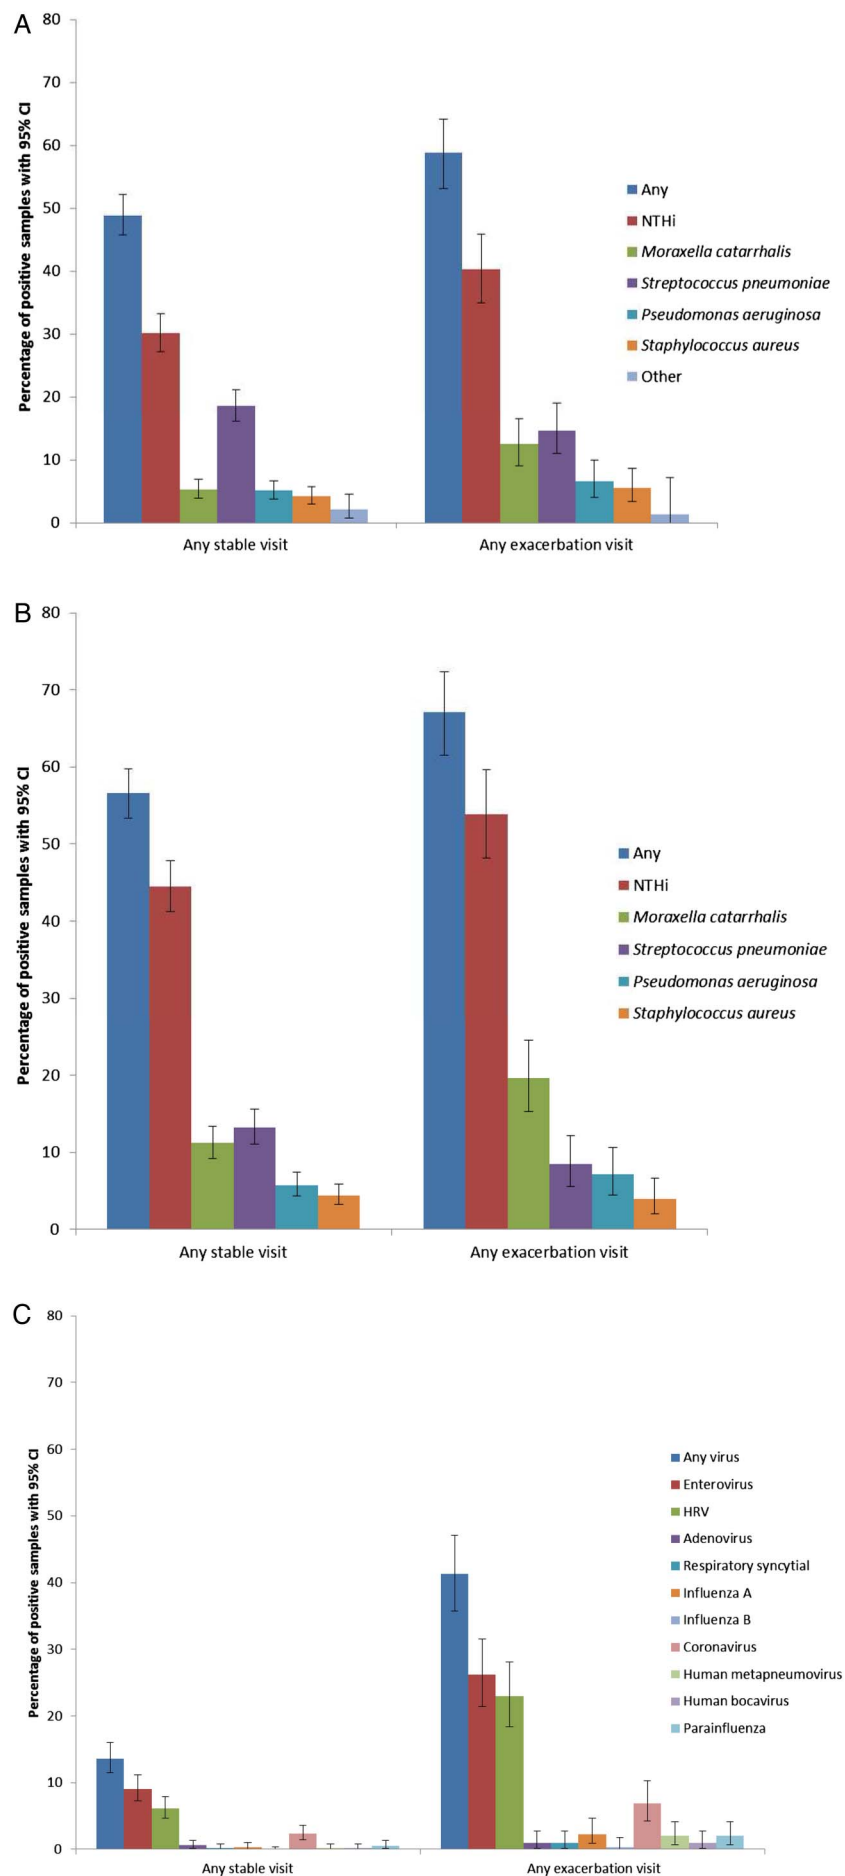 A
80
70
60
50
40
30
20
10
0
Percentage of positive samples with 95% CI
Any stable visit
Any exacerbation visit
Any
NTHi
Moraxella catarrhalis
Streptococcus pneumoniae
Pseudomonas aeruginosa
Staphylococcus aureus
Other
B
80
70
60
50
40
30
20
10
0
Percentage of positive samples with 95% CI
Any stable visit
Any exacerbation visit
Any
NTHi
Moraxella catarrhalis
Streptococcus pneumoniae
Pseudomonas aeruginosa
Staphylococcus aureus
C
80
70
60
50
40
30
20
10
0
Percentage of positive samples with 95% CI
Any stable visit
Any exacerbation visit
Any virus
Enterovirus
HRV
Adenovirus
Respiratory syncytial
Influenza A
Influenza B
Coronavirus
Human metapneumovirus
Human bocavirus
Parainfluenza